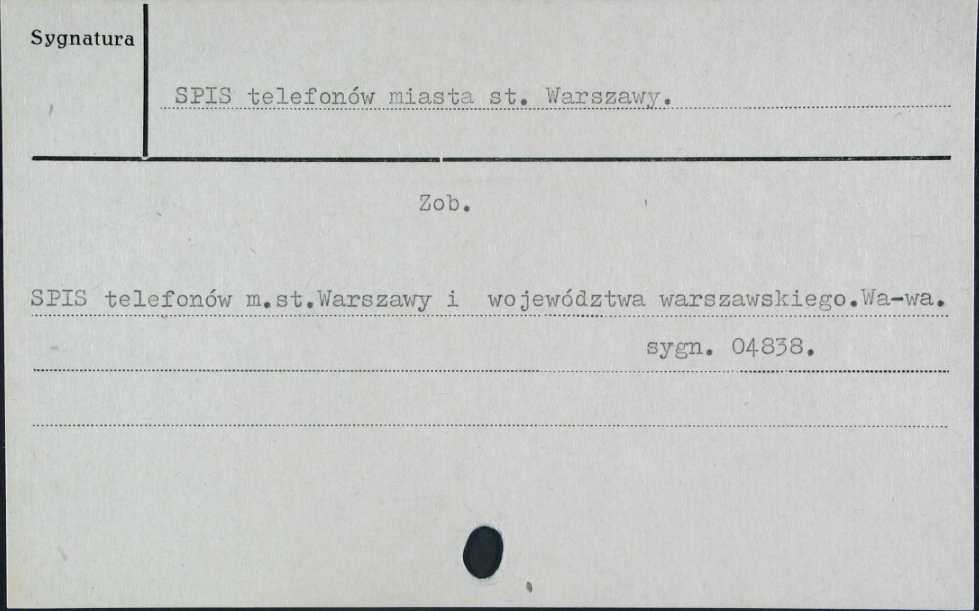 Sygnatura
SPIS telefonów miasta st. Warszawy.
Zob.
SPIS telefonów m.st.Warszawy i województwa warszawskiego.Wa-wa.
sygn. 04838.